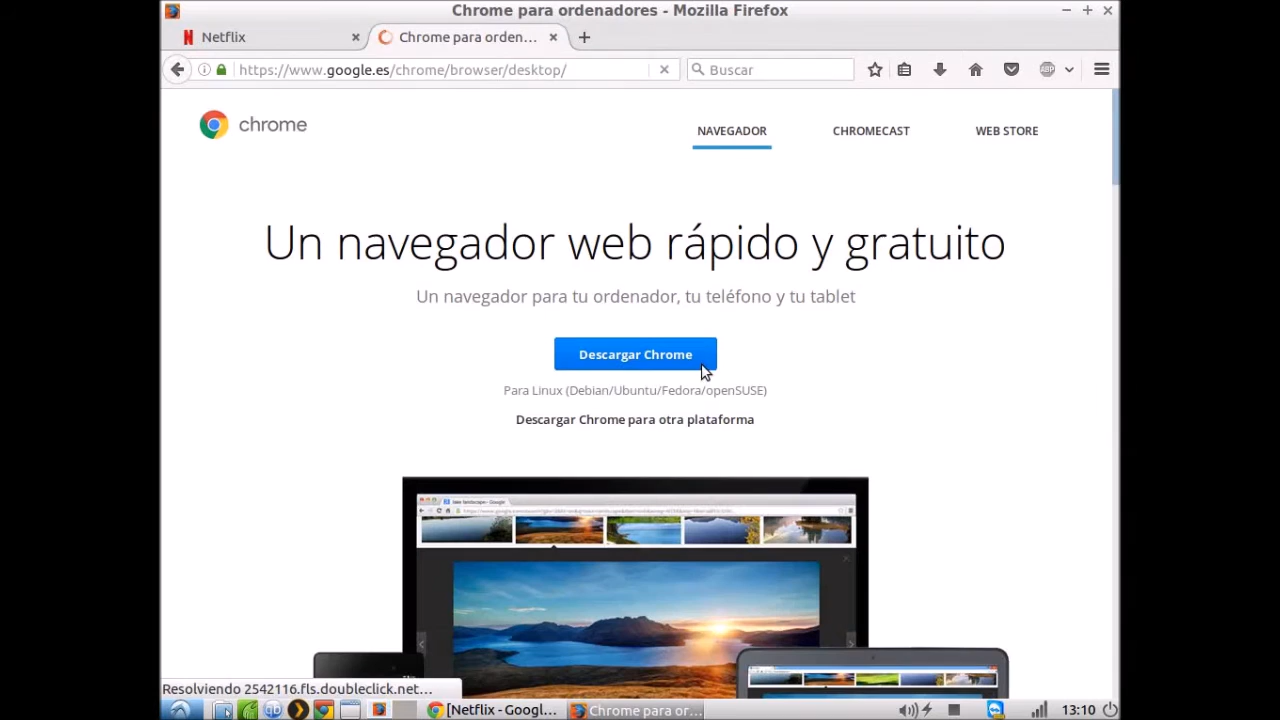 Chrome para ordenadores - Mozilla Firefox
Netflix
Chrome para orden...
https://www.google.es/chrome/browser/desktop/
Buscar
ABP
chrome
NAVEGADOR
CHROMECAST
WEB STORE
Un navegador web rápido y gratuito
Un navegador para tu ordenador, tu teléfono y tu tablet
Descargar Chrome
Para Linux (Debian/Ubuntu/Fedora/openSUSE)
Descargar Chrome para otra plataforma
Resolviendo 2542116.fls.doubleclick.net...
[Netflix - Googl...
Chrome para or...
13:10